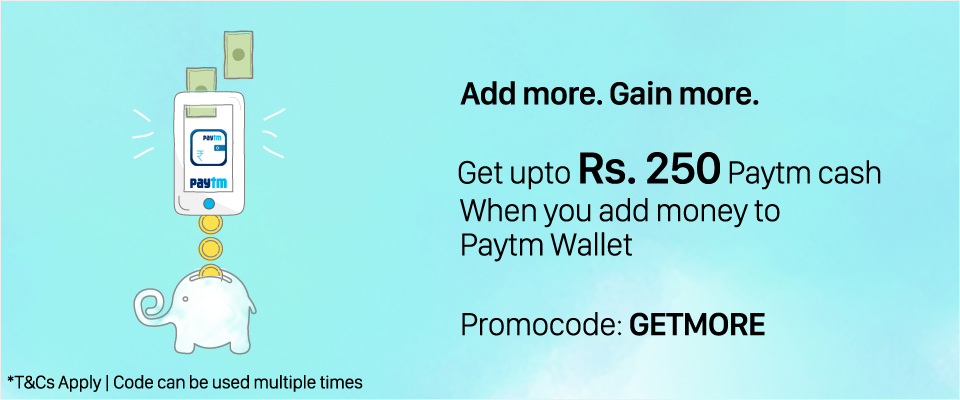 Add more. Gain more.
Get upto Rs. 250 Paytm cash
When you add money to
Paytm Wallet
Promocode: GETMORE
paytm
₹
paytm
*T&Cs Apply | Code can be used multiple times